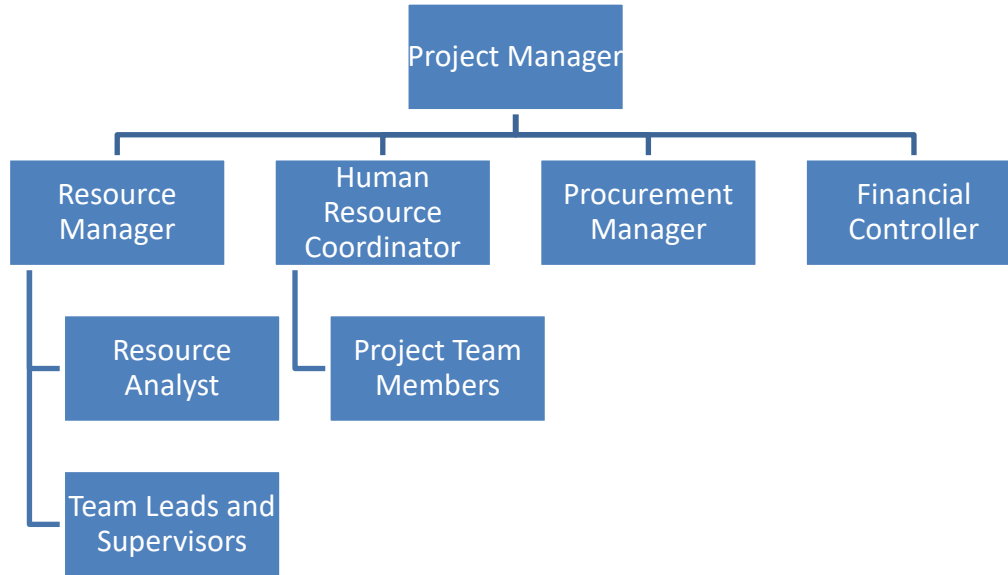 Project Manager
Resource
Manager
Human
Resource
Coordinator
Procurement
Manager
Financial
Controller
Resource
Analyst
Project Team
Members
Team Leads and
Supervisors